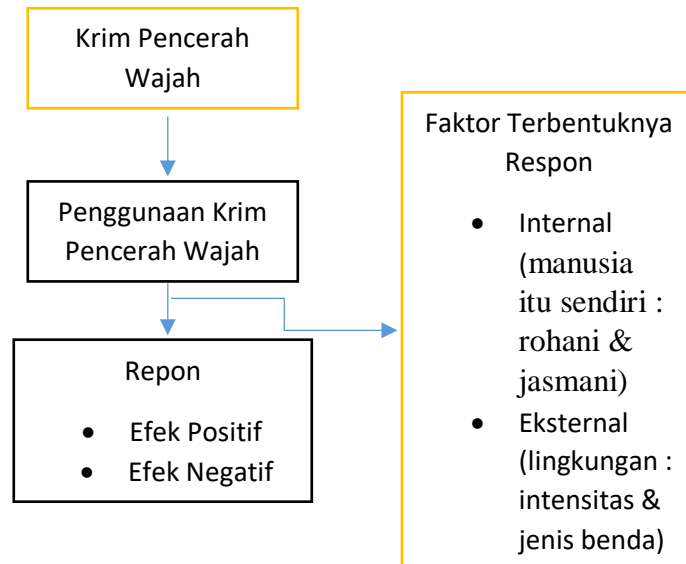 Krim Pencerah
Wajah
Penggunaan Krim
Pencerah Wajah
Repon
• Efek Positif
• Efek Negatif
Faktor Terbentuknya
Respon
• Internal
(manusia
itu sendiri :
rohani &
jasmani)
• Eksternal
(lingkungan :
intensitas &
jenis benda)